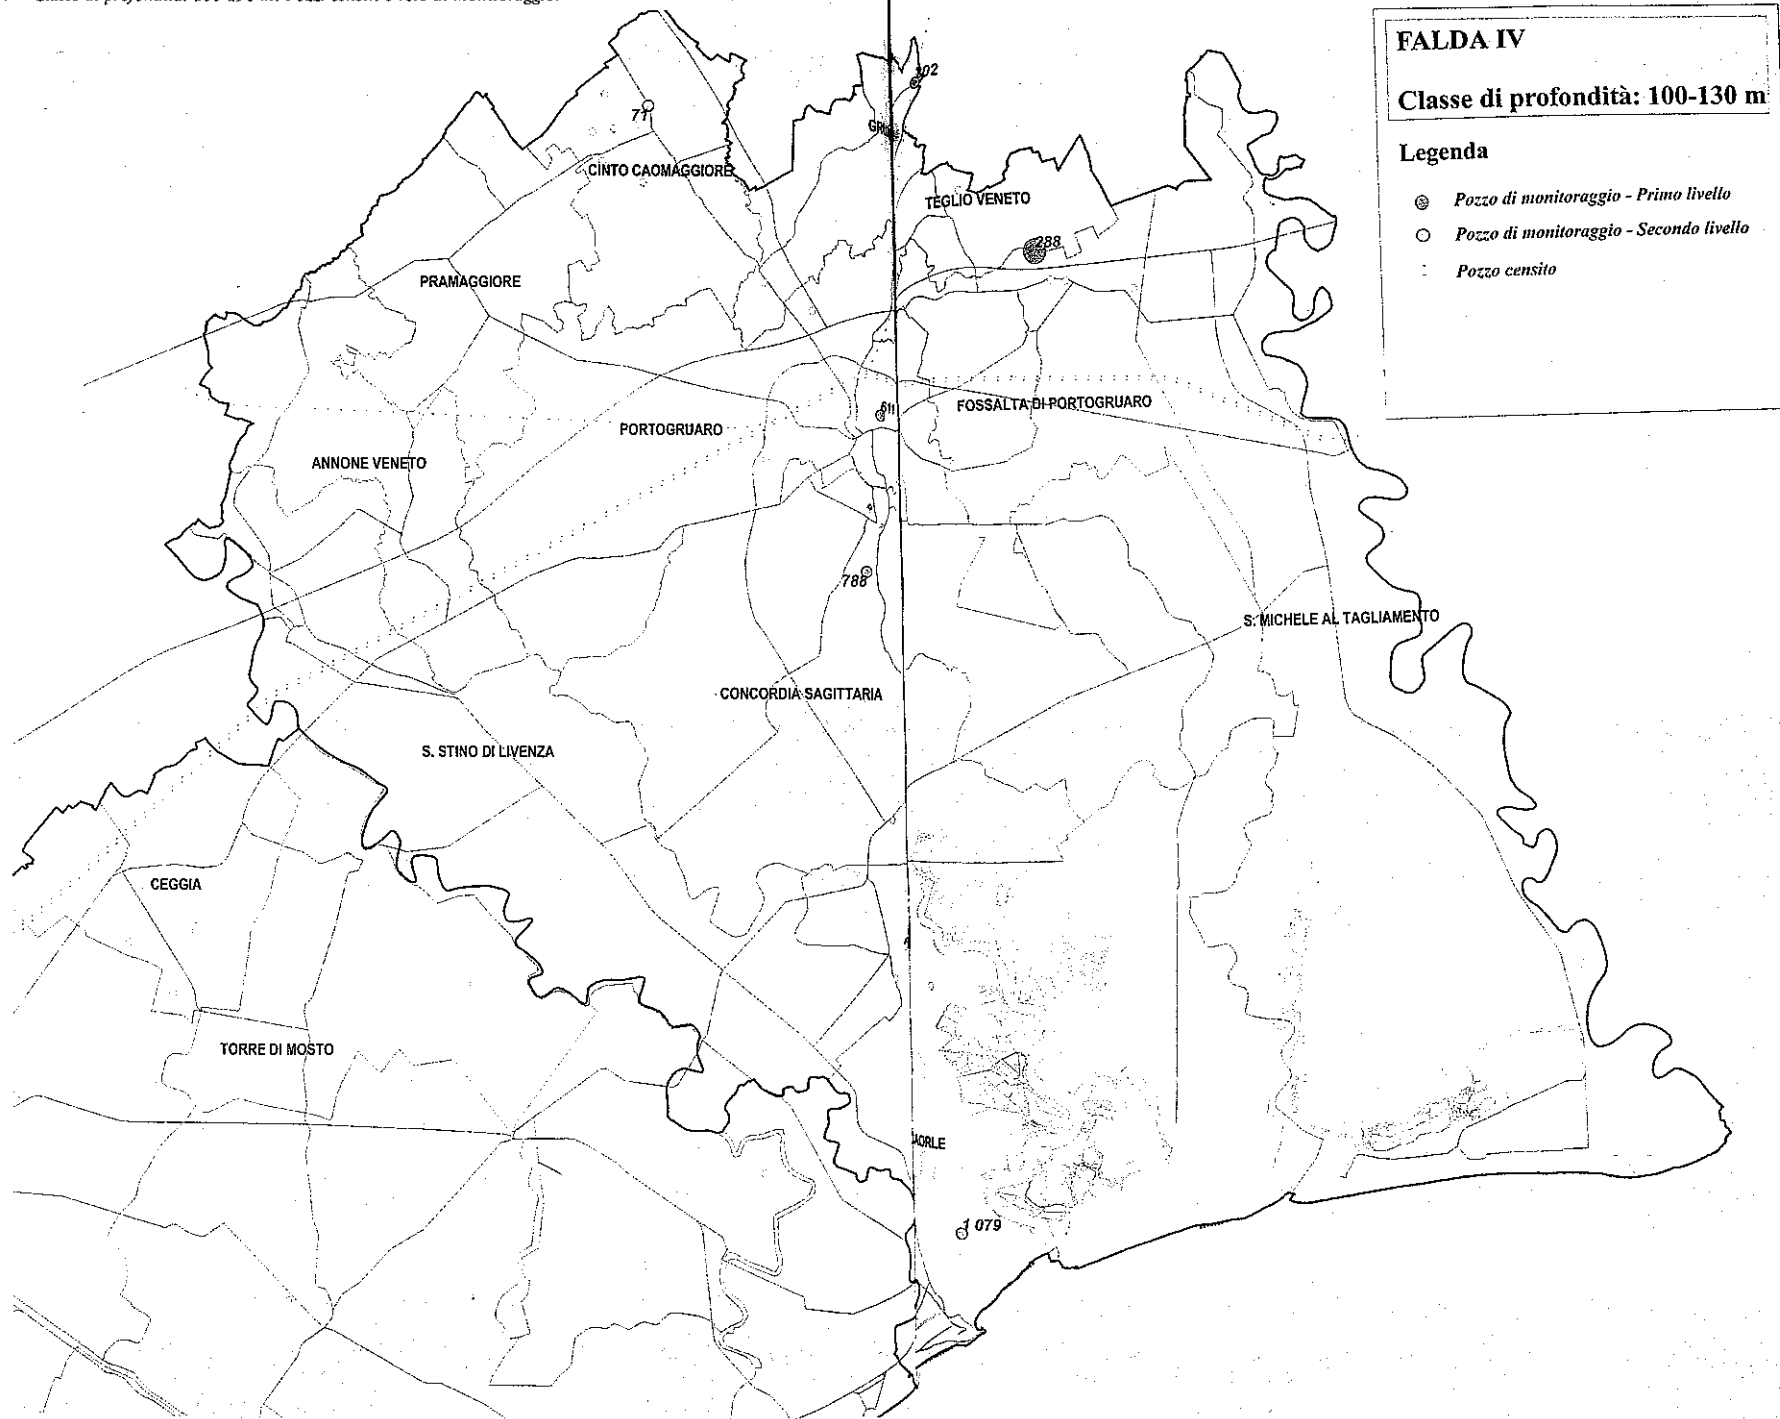 FALDA IV
Classe di profondità: 100-130 m
Legenda
Pozzo di monitoraggio - Primo livello
Pozzo di monitoraggio - Secondo livello
Pozzo censito
71
CINTO CAOMAGGIORE
TEGLIO VENETO
288
PRAMAGGIORE
FOSSALTA DI PORTOGRUARO
PORTOGRUARO
ANNONE VENETO
788
S. MICHELE AL TAGLIAMENTO
CONCORDIA SAGITTARIA
S. STINO DI LIVENZA
CEGGIA
TORRE DI MOSTO
1 079